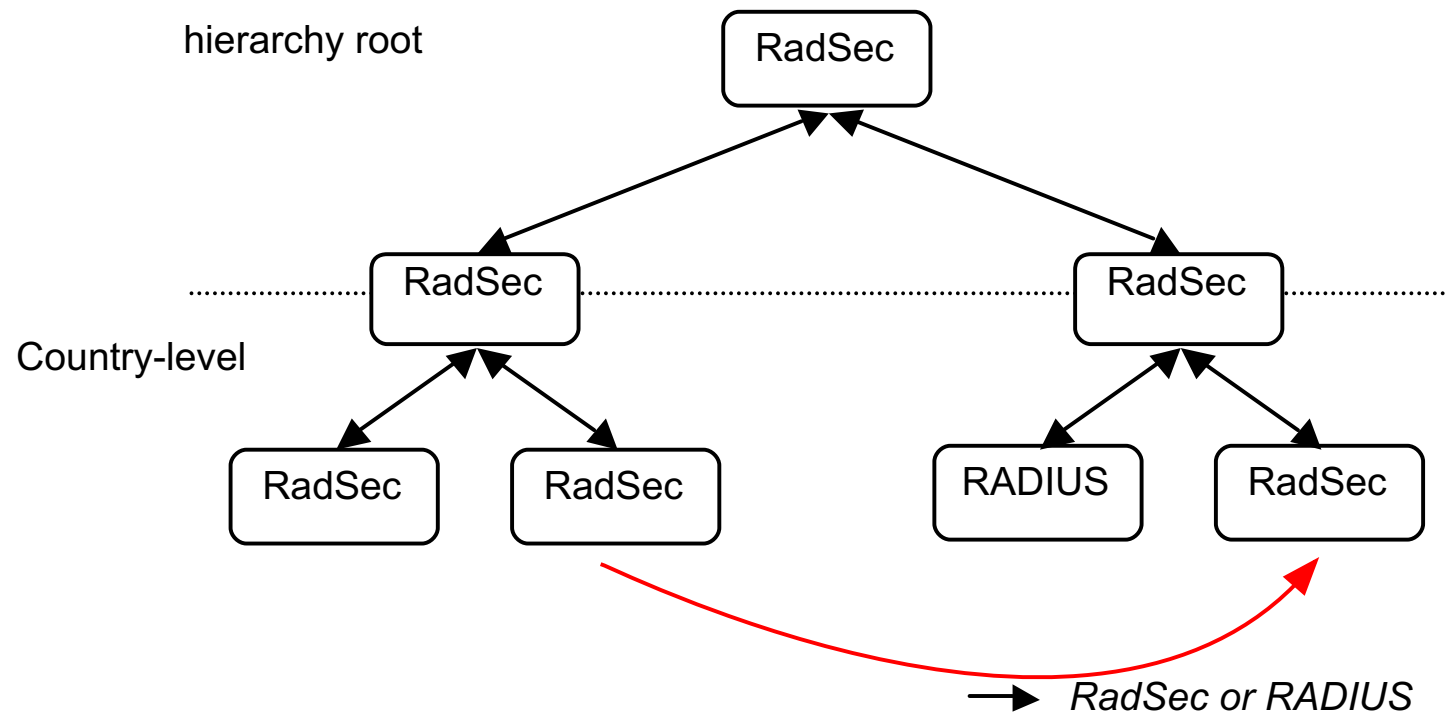 hierarchy root
RadSec
RadSec
RadSec
Country-level
RadSec
RadSec
RADIUS
RadSec
RadSec or RADIUS